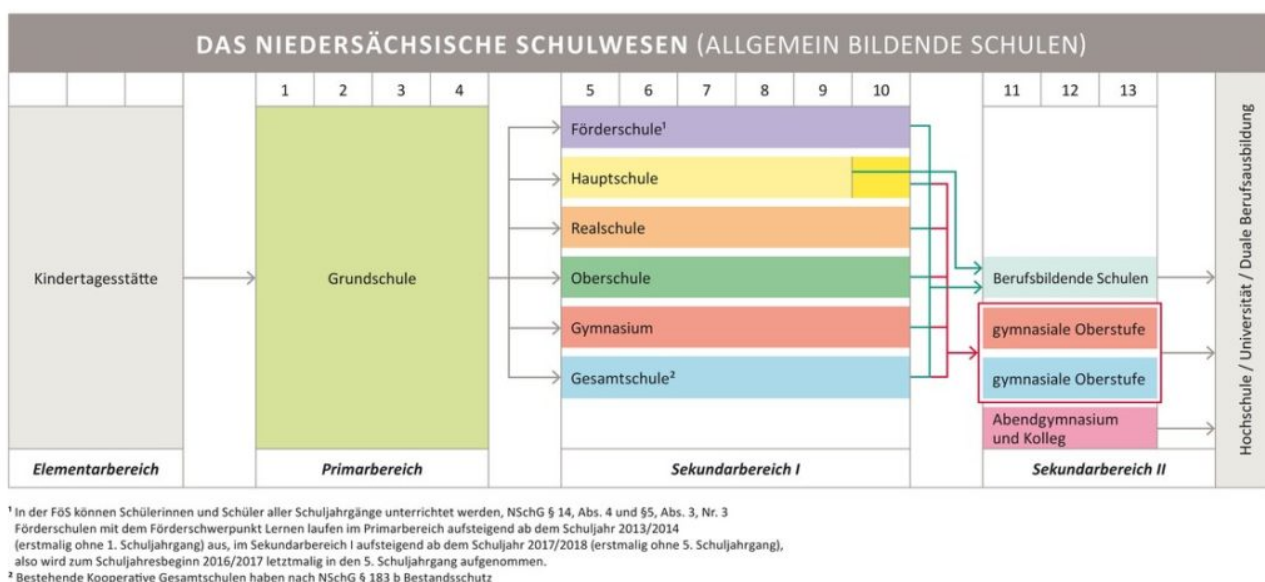 DAS NIEDERSÄCHSISCHE SCHULWESEN (ALLGEMEIN BILDENDE SCHULEN)
1 2 3 4 5 6 7 8 9 10 11 12 13
Kindertagesstätte
Elementarbereich
Grundschule
Primarbereich
Förderschule¹
Hauptschule
Realschule
Oberschule
Gymnasium
Gesamtschule²
Sekundarbereich I
Berufsbildende Schulen
gymnasiale Oberstufe
gymnasiale Oberstufe
Abendgymnasium
und Kolleg
Sekundarbereich II
Hochschule / Universität / Duale Berufsausbildung
¹ In der FöS können Schülerinnen und Schüler aller Schuljahrgänge unterrichtet werden, NSchG § 14, Abs. 4 und §5, Abs. 3, Nr. 3
Förderschulen mit dem Förderschwerpunkt Lernen laufen im Primarbereich aufsteigend ab dem Schuljahr 2013/2014
(erstmalig ohne 1. Schuljahrgang) aus, im Sekundarbereich I aufsteigend ab dem Schuljahr 2017/2018 (erstmalig ohne 5. Schuljahrgang),
also wird zum Schuljahresbeginn 2016/2017 letztmalig in den 5. Schuljahrgang aufgenommen.
² Bestehende Kooperative Gesamtschulen haben nach NSchG § 183 b Bestandsschutz